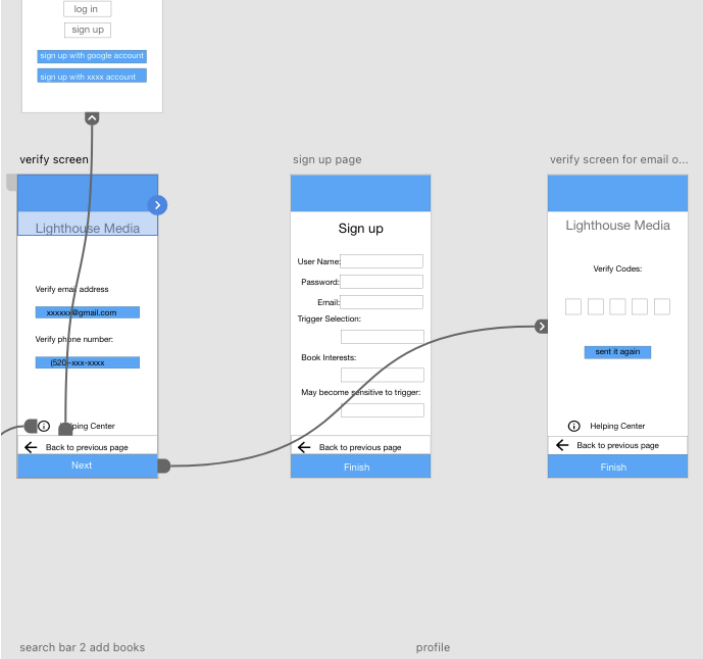 log in
sign up
sign up with google account
sign up with xxxx account
verify screen
Lighthouse Media
Verify email address
xxxxxx@gmail.com
Verify phone number:
(520)-xxx-xxxx
Helping Center
Back to previous page
Next
sign up page
Sign up
User Name:
Password:
Email:
Trigger Selection:
Book Interests:
May become sensitive to trigger:
Back to previous page
Finish
verify screen for email o...
Lighthouse Media
Verify Codes:
sent it again
Helping Center
Back to previous page
Finish
search bar 2 add books
profile